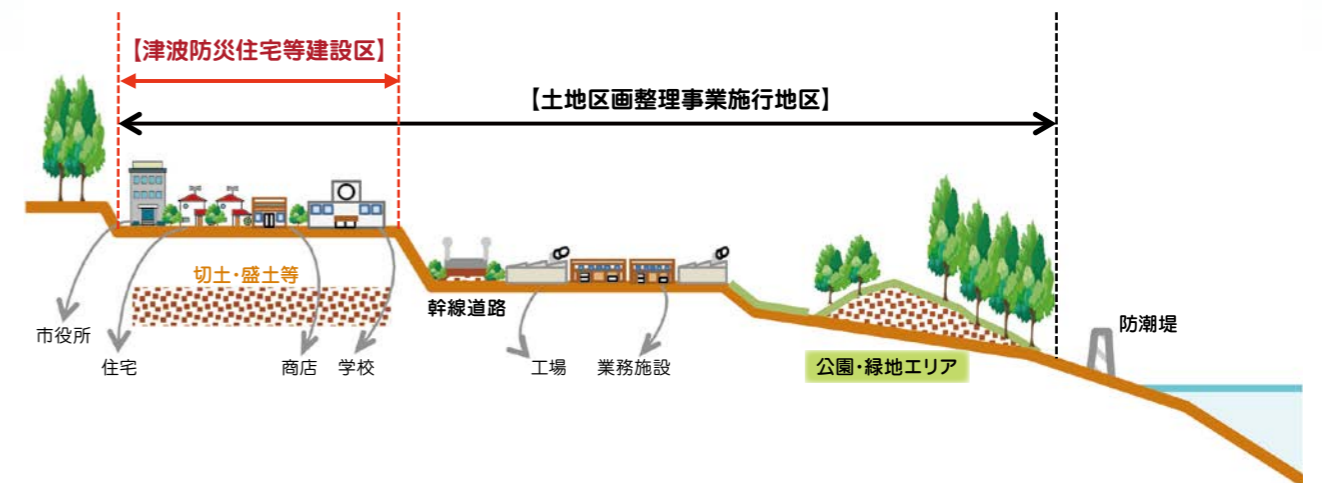 【津波防災住宅等建設区】
【土地区画整理事業施行地区】
切土・盛土等
幹線道路
防潮堤
市役所
住宅
商店
学校
工場
業務施設
公園・緑地エリア